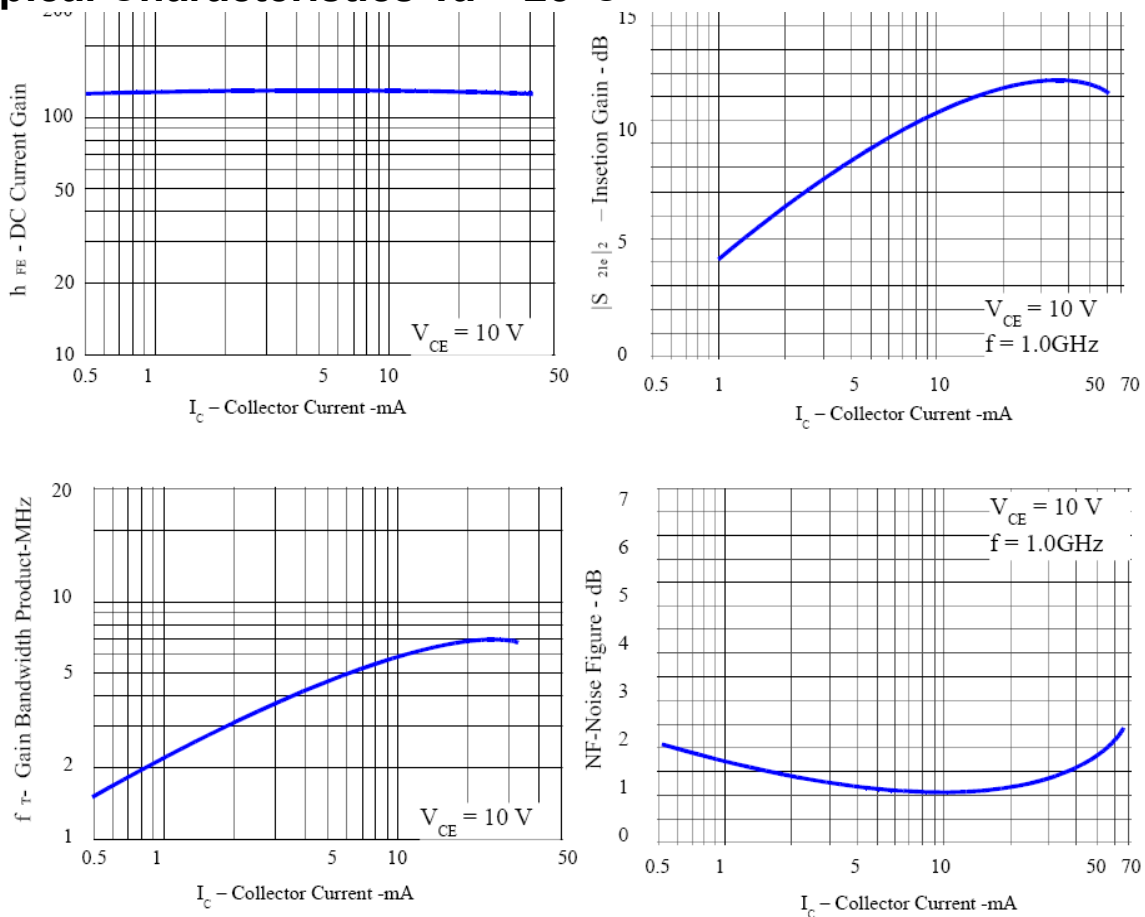 200
100
50
20
10
h FE - DC Current Gain
V CE = 10 V
0.5 1 5 10 50
I C – Collector Current -mA
15
10
5
0
|S 21e | 2 – Insetion Gain - dB
V CE = 10 V
f = 1.0GHz
0.5 1 5 10 50 70
I C – Collector Current -mA
20
10
5
2
1
f T- Gain Bandwidth Product-MHz
V CE = 10 V
0.5 1 5 10 50
I C – Collector Current -mA
7
6
5
4
3
2
1
0
NF-Noise Figure - dB
V CE = 10 V
f = 1.0GHz
0.5 1 5 10 50 70
I C – Collector Current -mA